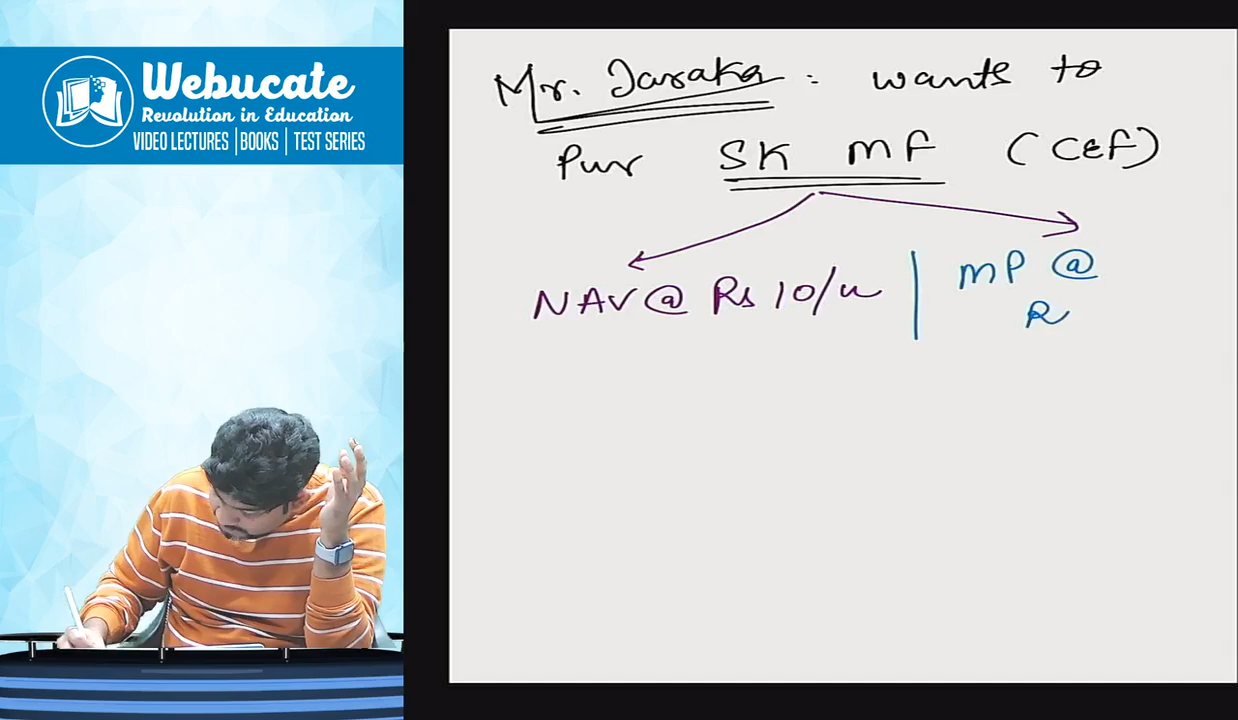 Webucate
Revolution in Education
VIDEO LECTURES | BOOKS | TEST SERIES
Mr. : wants to
Pur SK MF (CEF)
NAV @ Rs 10/u | MP @
R